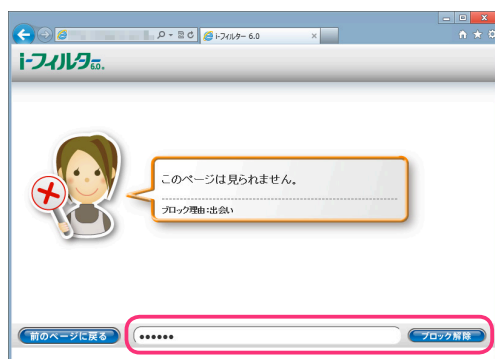 i-フィルター 6.0
i-フィルター6.0.
このページは見られません。
ブロック理由：出会い
前のページに戻る
••••••
ブロック解除